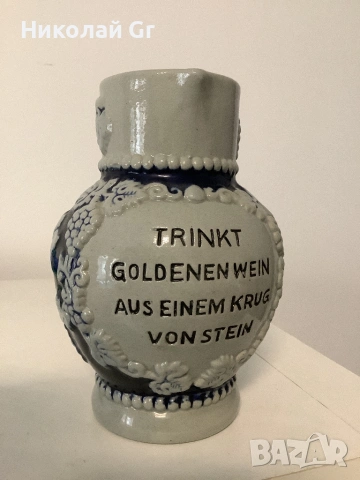 Николай Gr
TRINKT
GOLDENEN WEIN
AUS EINEM KRUG
VON STEIN
BAZAR